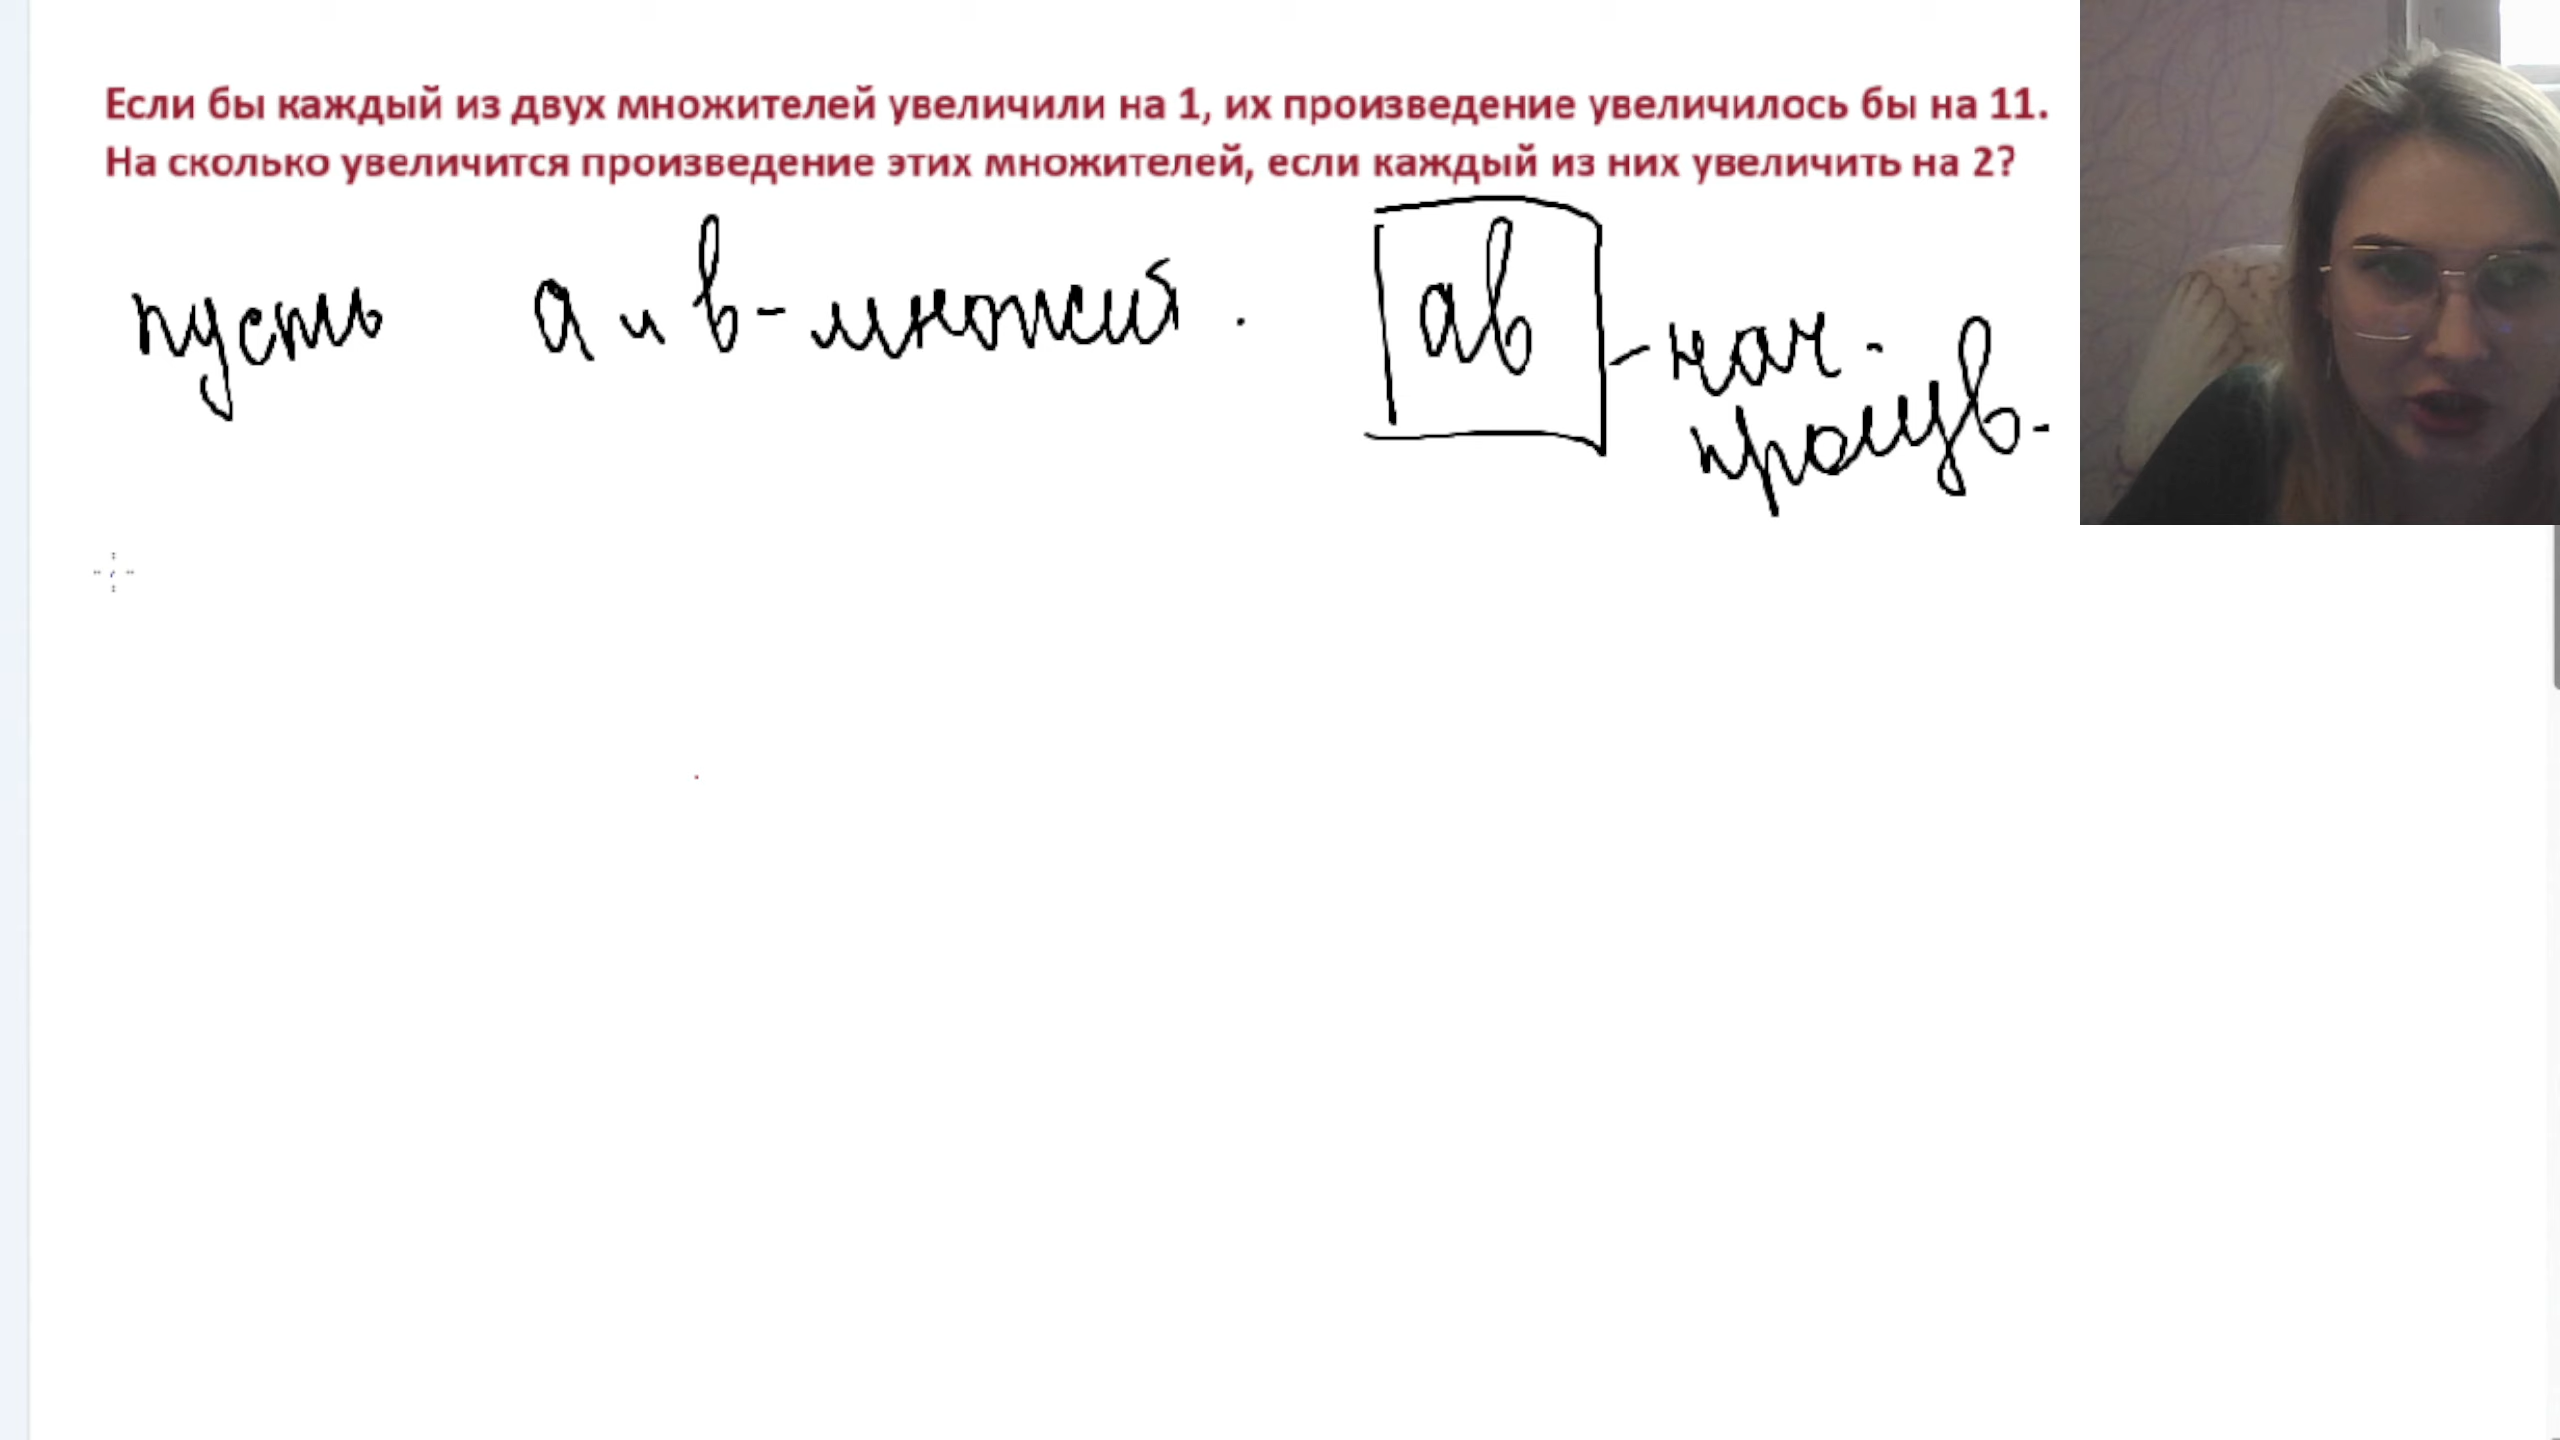 Если бы каждый из двух множителей увеличили на 1, их произведение увеличилось бы на 11.
На сколько увеличится произведение этих множителей, если каждый из них увеличить на 2?
пусть а и в - множит. ав - нач.
произв.